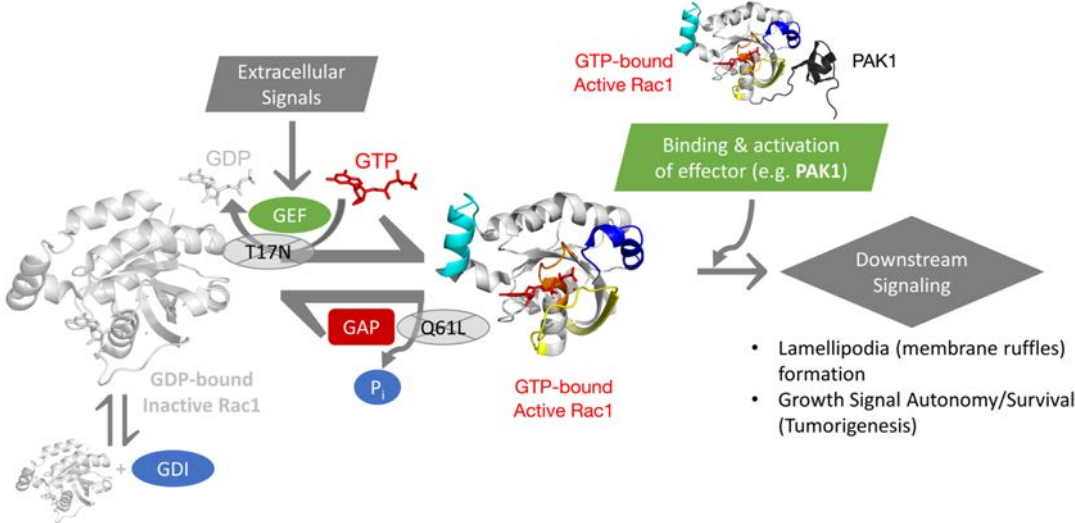 Extracellular
Signals
GDP
GTP
GEF
T17N
GAP
Q61L
Pi
GDP-bound
Inactive Rac1
+
GDI
GTP-bound
Active Rac1
GTP-bound
Active Rac1
PAK1
Binding & activation
of effector (e.g. PAK1)
Downstream
Signaling
• Lamellipodia (membrane ruffles)
formation
• Growth Signal Autonomy/Survival
(Tumorigenesis)